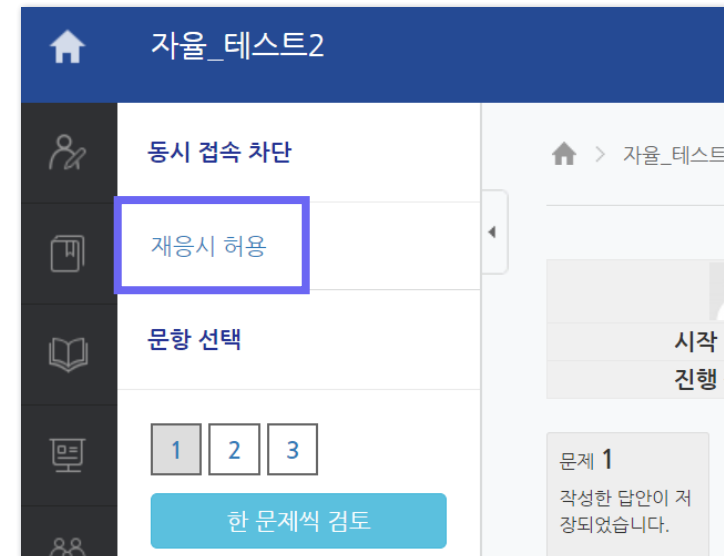 자율_테스트2
동시 접속 차단
재응시 허용
문항 선택
1 2 3
한 문제씩 검토
자율_테스트
시작
진행
문제 1
작성한 답안이 저
장되었습니다.